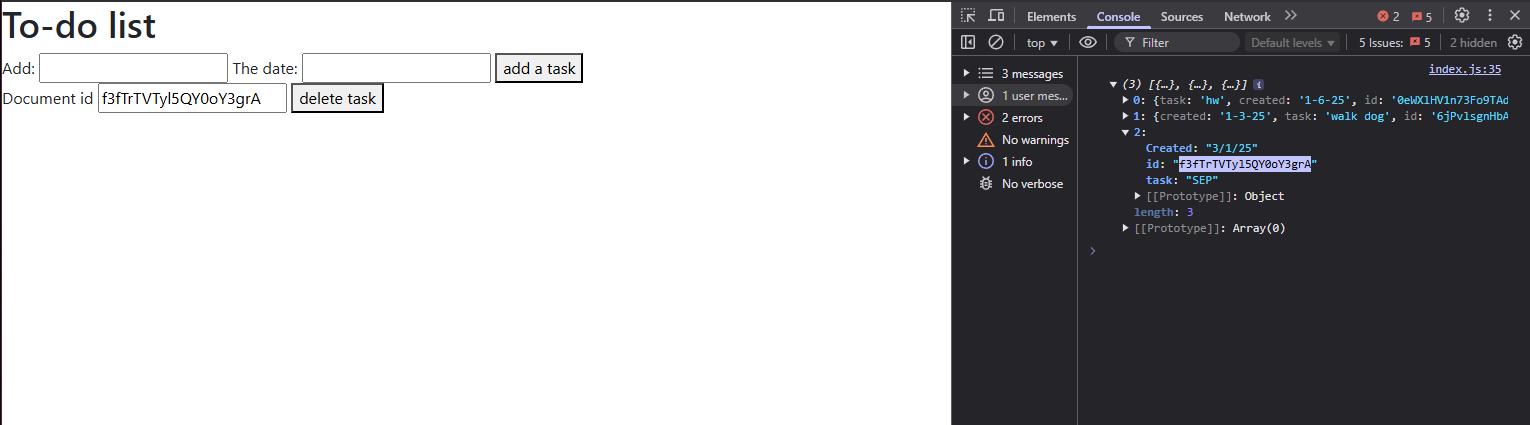 To-do list
Add: The date: add a task
Document id f3fTrTVTyl5QY0oY3grA delete task
Elements Console Sources Network 2 5
top Filter Default levels 5 Issues: 5 2 hidden
3 messages
1 user mes...
2 errors
No warnings
1 info
No verbose
index.js:35
(3) [{…}, {…}, {…}] i
0: {task: 'hw', created: '1-6-25', id: '0eWXlHV1n73Fo9TAd
1: {created: '1-3-25', task: 'walk dog', id: '6jPvlsgnHbA
2:
Created: "3/1/25"
id: "f3fTrTVTyl5QY0oY3grA"
task: "SEP"
[[Prototype]]: Object
length: 3
[[Prototype]]: Array(0)